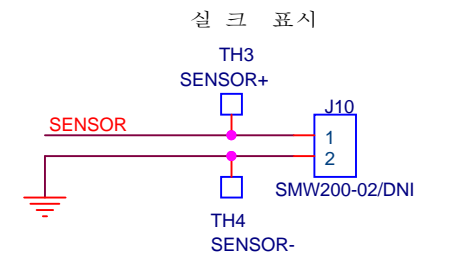 실 크 표시
TH3
SENSOR+
J10
SENSOR
1
2
SMW200-02/DNI
TH4
SENSOR-